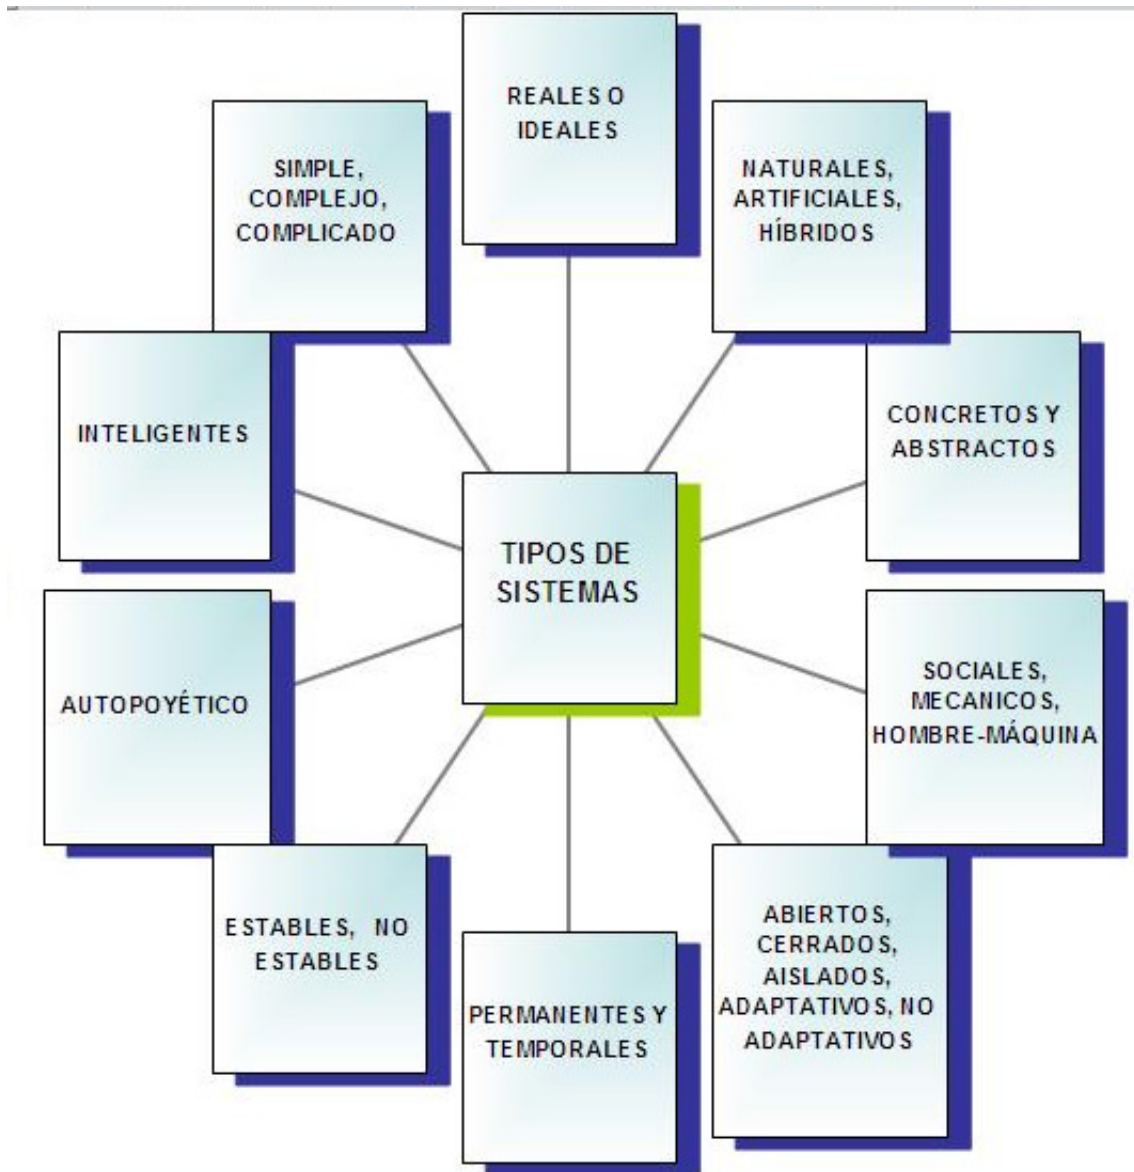 REALES O
IDEALES
NATURALES,
ARTIFICIALES,
HÍBRIDOS
CONCRETOS Y
ABSTRACTOS
SOCIALES,
MECANICOS,
HOMBRE-MÁQUINA
ABIERTOS,
CERRADOS,
AISLADOS,
ADAPTATIVOS, NO
ADAPTATIVOS
PERMANENTES Y
TEMPORALES
ESTABLES, NO
ESTABLES
AUTOPOYÉTICO
INTELIGENTES
SIMPLE,
COMPLEJO,
COMPLICADO
TIPOS DE
SISTEMAS